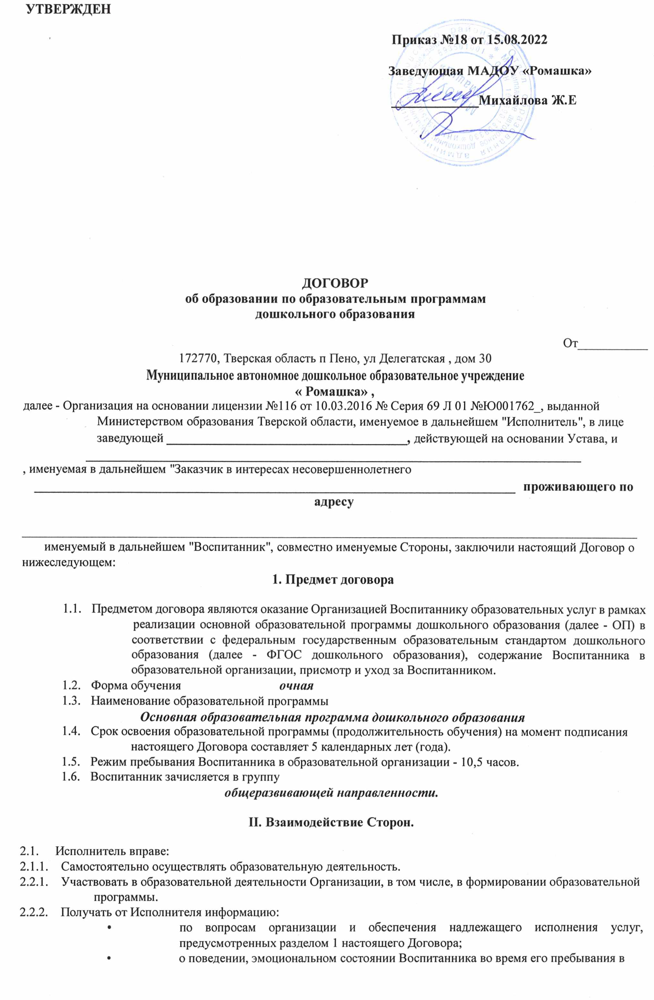 УТВЕРЖДЕН
Приказ №18 от 15.08.2022
Заведующая МАДОУ «Ромашка»
_____________Михайлова Ж.Е
ДОГОВОР
об образовании по образовательным программам
дошкольного образования
От___________
172770, Тверская область п Пено, ул Делегатская , дом 30
Муниципальное автономное дошкольное образовательное учреждение
« Ромашка» ,
далее - Организация на основании лицензии №116 от 10.03.2016 № Серия 69 Л 01 №Ю001762_, выданной
Министерством образования Тверской области, именуемое в дальнейшем "Исполнитель", в лице
заведующей ____________________, действующей на основании Устава, и
, именуемая в дальнейшем "Заказчик в интересах несовершеннолетнего
проживающего по
адресу
именуемый в дальнейшем "Воспитанник", совместно именуемые Стороны, заключили настоящий Договор о
нижеследующем:
1. Предмет договора
1.1. Предметом договора являются оказание Организацией Воспитаннику образовательных услуг в рамках
реализации основной образовательной программы дошкольного образования (далее - ОП) в
соответствии с федеральным государственным образовательным стандартом дошкольного
образования (далее - ФГОС дошкольного образования), содержание Воспитанника в
образовательной организации, присмотр и уход за Воспитанником.
1.2. Форма обучения очная
1.3. Наименование образовательной программы
Основная образовательная программа дошкольного образования
1.4. Срок освоения образовательной программы (продолжительность обучения) на момент подписания
настоящего Договора составляет 5 календарных лет (года).
1.5. Режим пребывания Воспитанника в образовательной организации - 10,5 часов.
1.6. Воспитанник зачисляется в группу
общеразвивающей направленности.
II. Взаимодействие Сторон.
2.1. Исполнитель вправе:
2.1.1. Самостоятельно осуществлять образовательную деятельность.
2.2.1. Участвовать в образовательной деятельности Организации, в том числе, в формировании образовательной
программы.
2.2.2. Получать от Исполнителя информацию:
• по вопросам организации и обеспечения надлежащего исполнения услуг,
предусмотренных разделом 1 настоящего Договора;
• о поведении, эмоциональном состоянии Воспитанника во время его пребывания в